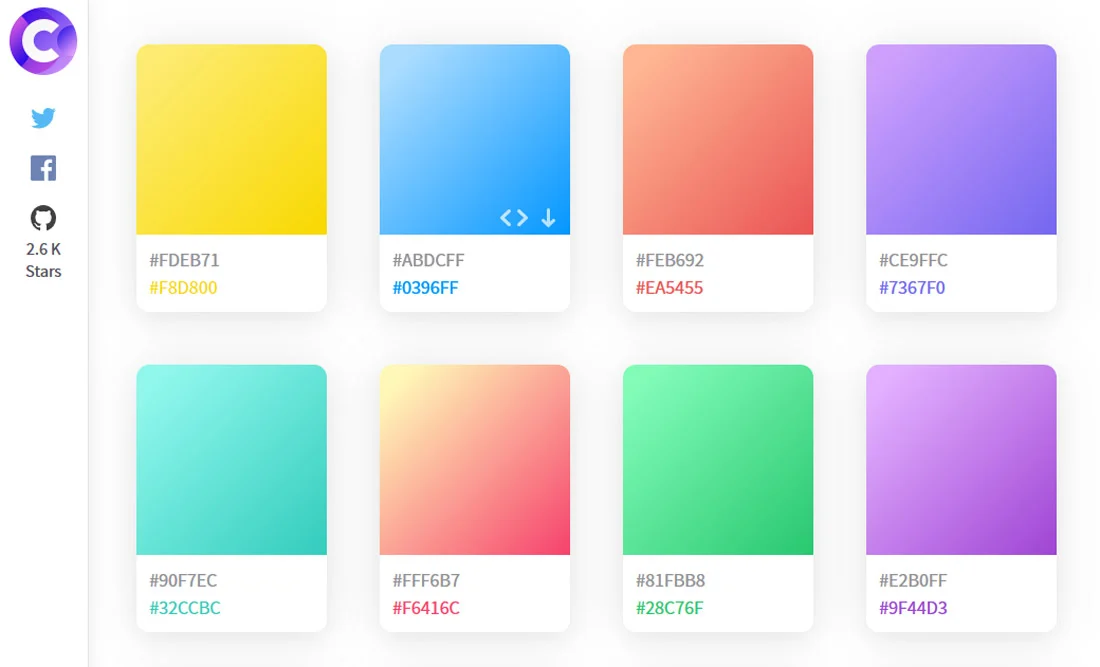 2.6 K
Stars
#FDEB71
#F8D800
#ABDCFF
#0396FF
#FEB692
#EA5455
#CE9FFC
#7367F0
#90F7EC
#32CCBC
#FFF6B7
#F6416C
#81FBB8
#28C76F
#E2B0FF
#9F44D3